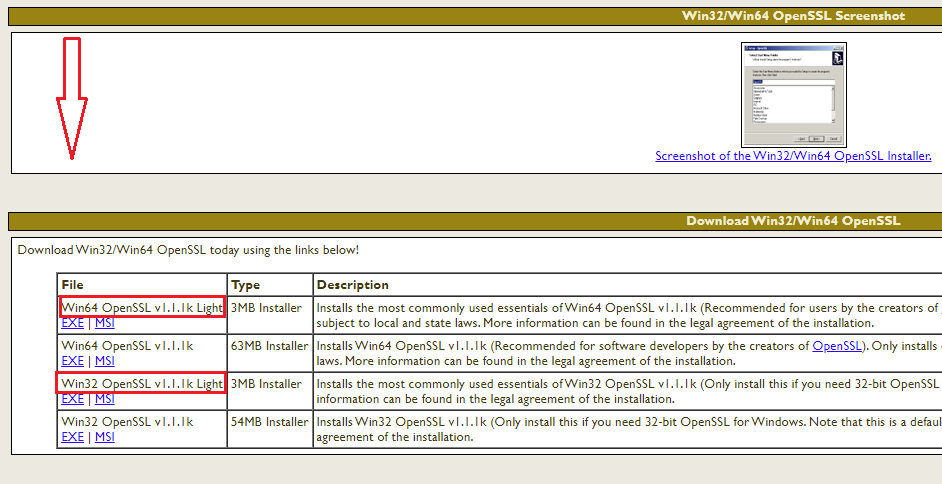 Win32/Win64 OpenSSL Screenshot
Screenshot of the Win32/Win64 OpenSSL Installer.
Download Win32/Win64 OpenSSL
Download Win32/Win64 OpenSSL today using the links below!
File Type Description
Win64 OpenSSL v1.1.1k Light 3MB Installer Installs the most commonly used essentials of Win64 OpenSSL v1.1.1k (Recommended for users by the creators of
EXE | MSI subject to local and state laws. More information can be found in the legal agreement of the installation.
Win64 OpenSSL v1.1.1k 63MB Installer Installs Win64 OpenSSL v1.1.1k (Recommended for software developers by the creators of OpenSSL). Only installs
EXE | MSI laws. More information can be found in the legal agreement of the installation.
Win32 OpenSSL v1.1.1k Light 3MB Installer Installs the most commonly used essentials of Win32 OpenSSL v1.1.1k (Only install this if you need 32-bit OpenSSL
EXE | MSI information can be found in the legal agreement of the installation.
Win32 OpenSSL v1.1.1k 54MB Installer Installs Win32 OpenSSL v1.1.1k (Only install this if you need 32-bit OpenSSL for Windows. Note that this is a defaul
EXE | MSI agreement of the installation.